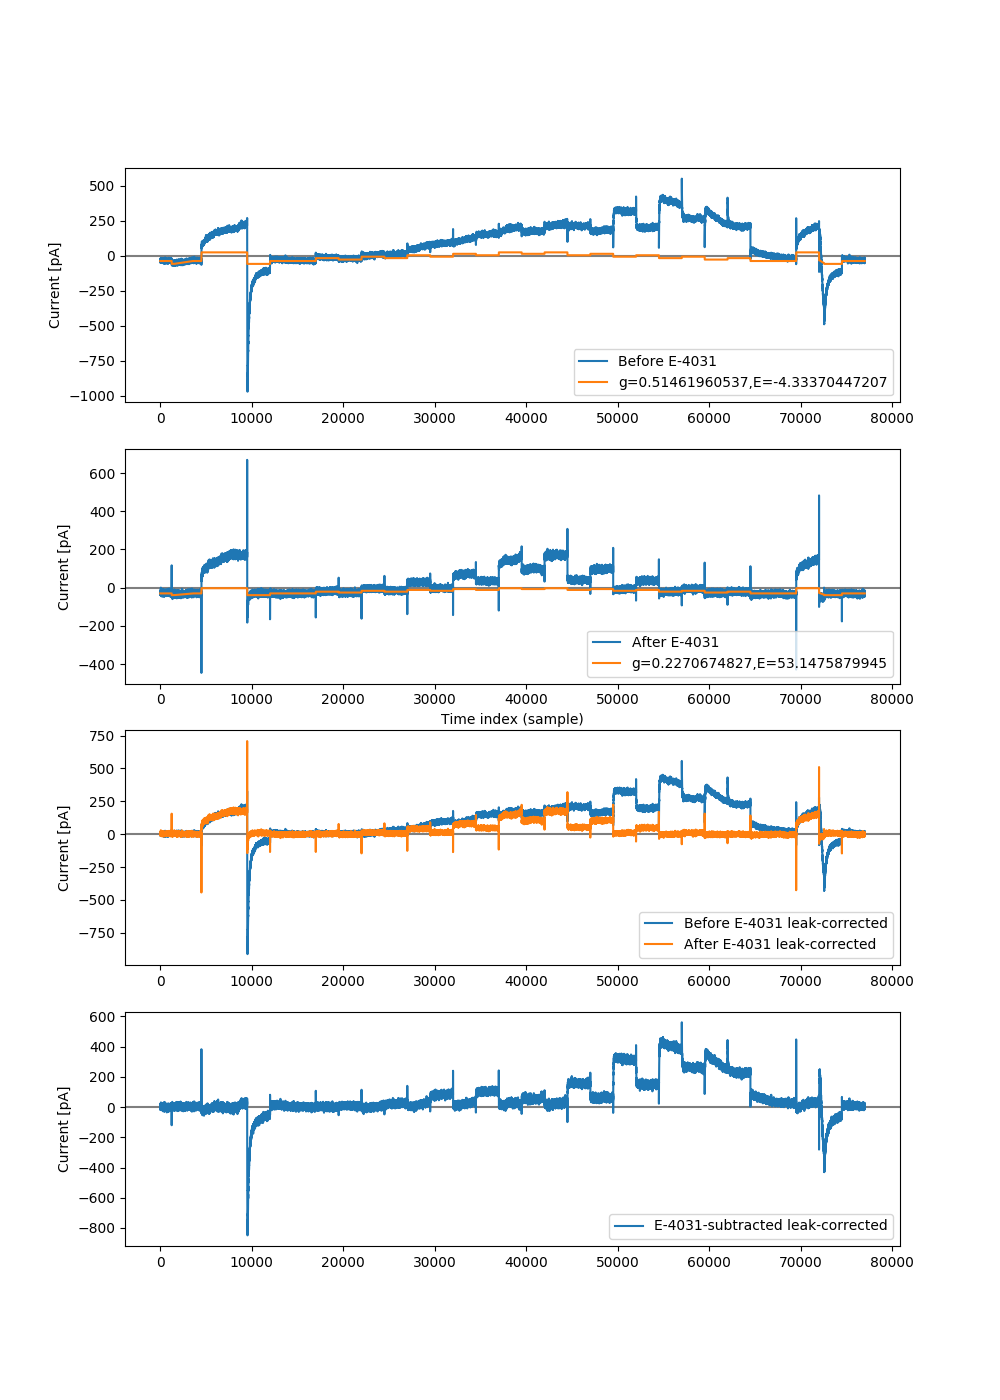 500
250
0
−250
−500
−750
−1000
Current [pA]
Before E-4031
g=0.51461960537,E=-4.33370447207
0 10000 20000 30000 40000 50000 60000 70000 80000
600
400
200
0
−200
−400
Current [pA]
After E-4031
g=0.2270674827,E=53.1475879945
0 10000 20000 30000 40000 50000 60000 70000 80000
Time index (sample)
750
500
250
0
−250
−500
−750
Current [pA]
Before E-4031 leak-corrected
After E-4031 leak-corrected
0 10000 20000 30000 40000 50000 60000 70000 80000
600
400
200
0
−200
−400
−600
−800
Current [pA]
E-4031-subtracted leak-corrected
0 10000 20000 30000 40000 50000 60000 70000 80000